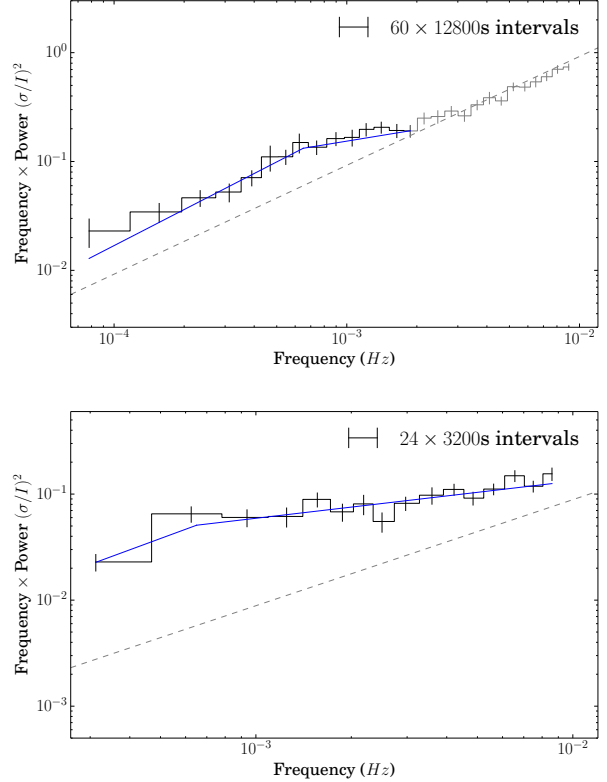 60 × 12800s intervals
10⁰
10⁻¹
10⁻²
Frequency × Power (σ/I)²
10⁻⁴
10⁻³
10⁻²
Frequency (Hz)
24 × 3200s intervals
10⁻¹
10⁻²
10⁻³
Frequency × Power (σ/I)²
10⁻³
10⁻²
Frequency (Hz)